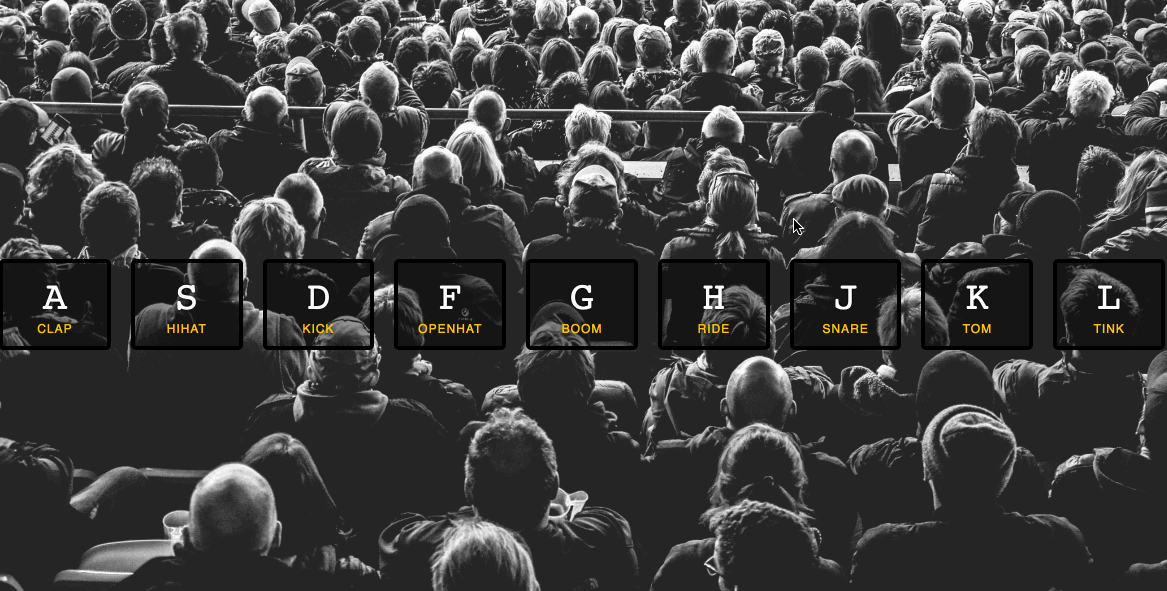 A S D F G H J K L
CLAP HIHAT KICK OPENHAT BOOM RIDE SNARE TOM TINK